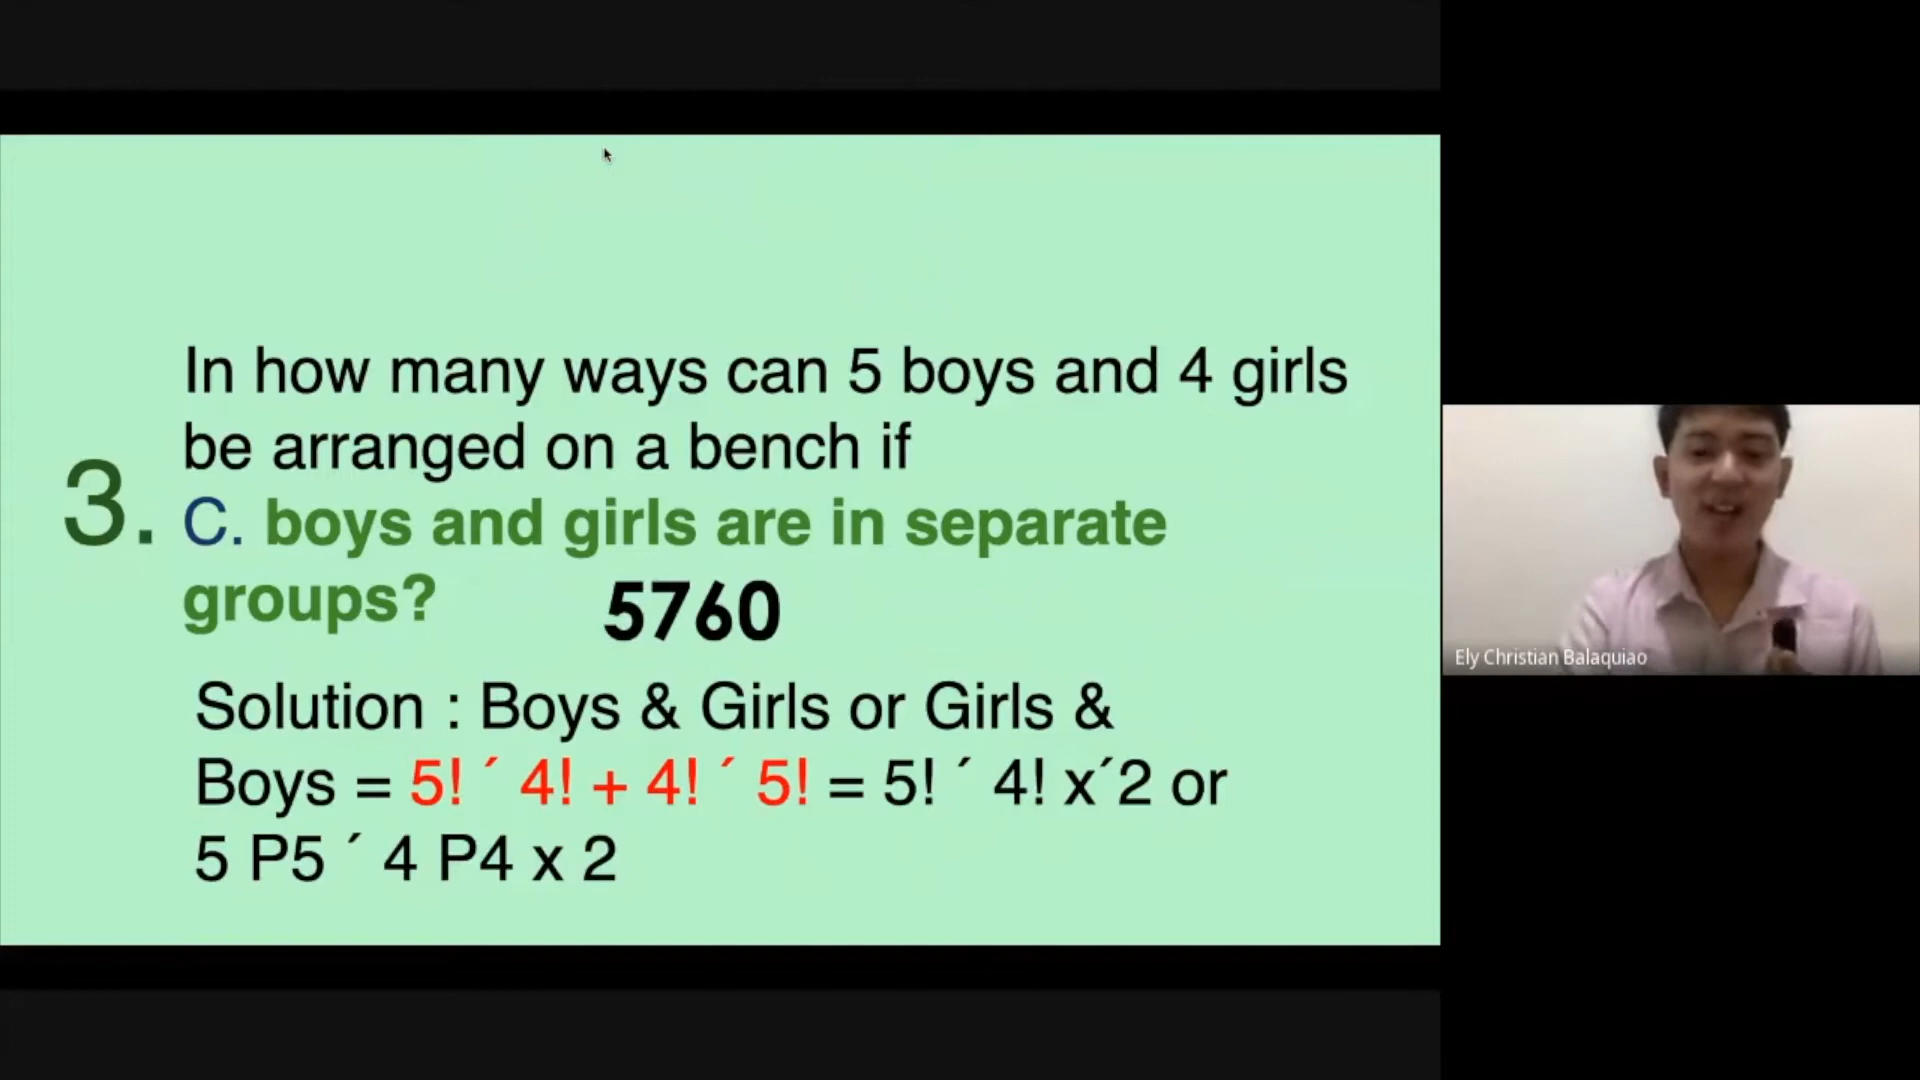 In how many ways can 5 boys and 4 girls
be arranged on a bench if
3. C. boys and girls are in separate
groups? 5760
Solution : Boys & Girls or Girls &
Boys = 5! ´ 4! + 4! ´ 5! = 5! ´ 4! x´2 or
5 P5 ´ 4 P4 x 2
Ely Christian Balaquiao